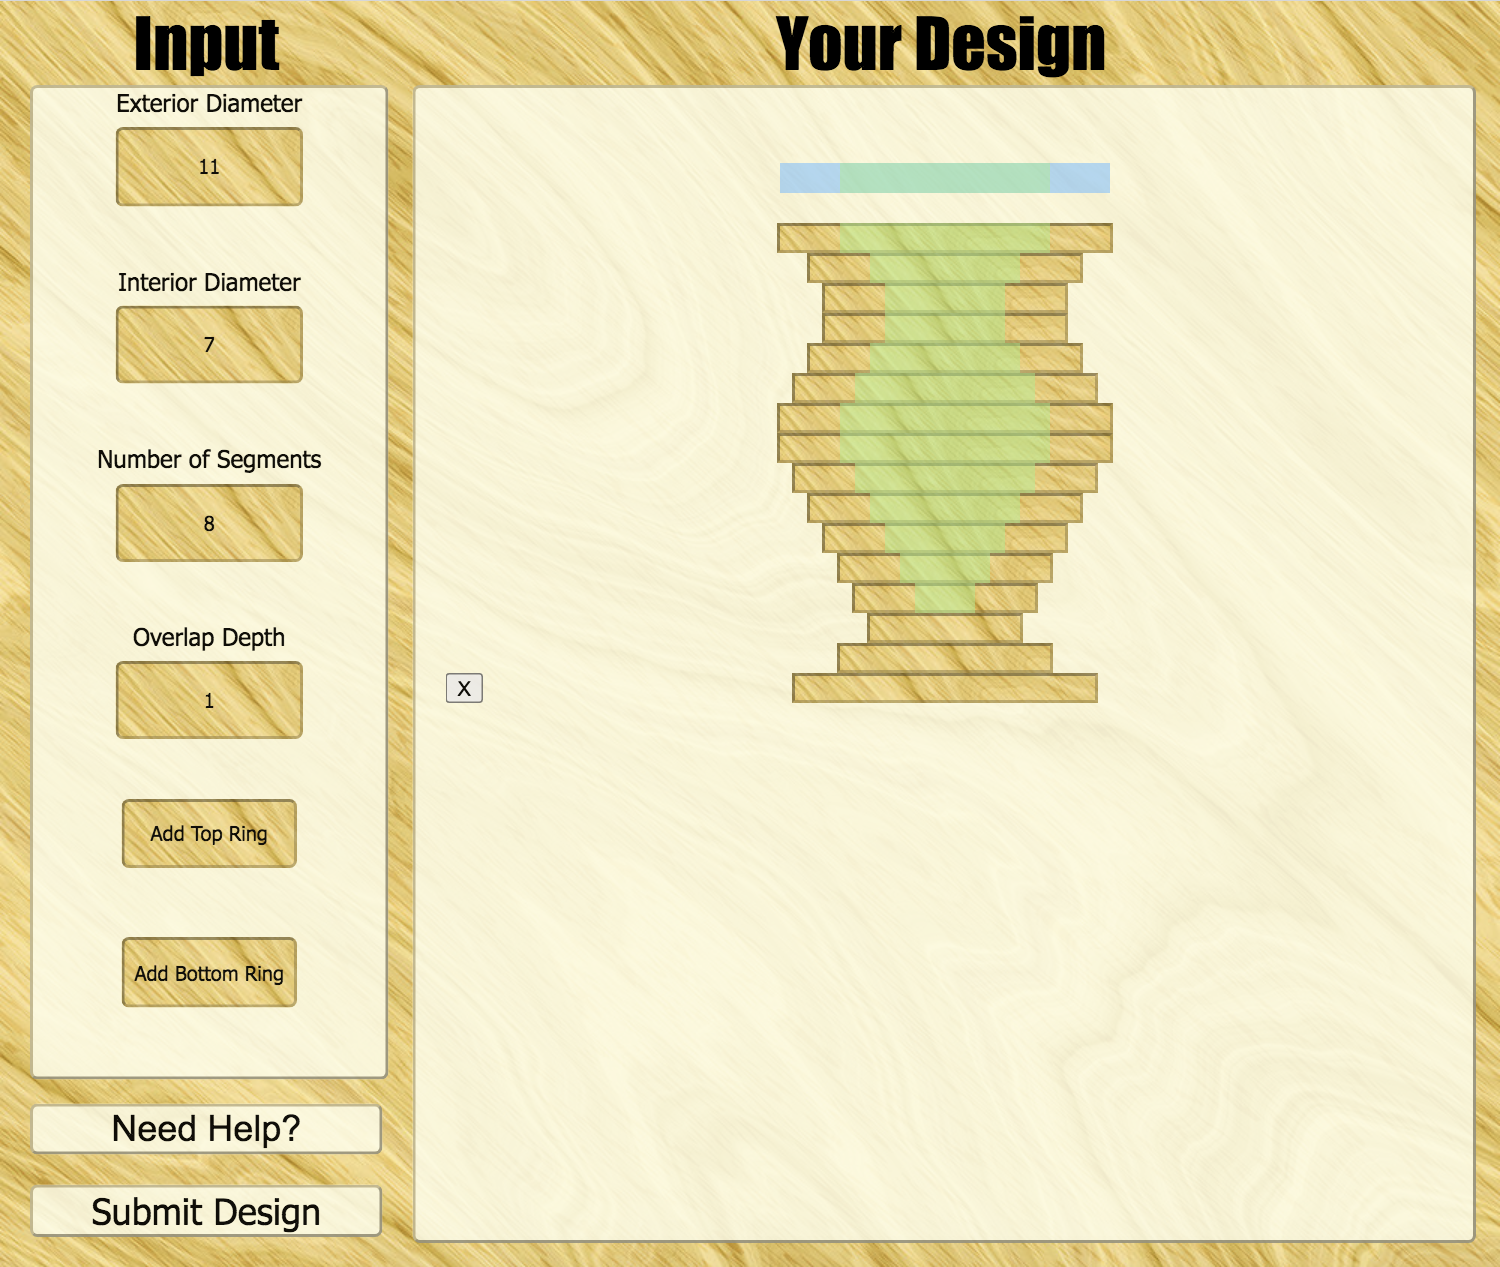 Input
Your Design
Exterior Diameter
11
Interior Diameter
7
Number of Segments
8
Overlap Depth
1
X
Add Top Ring
Add Bottom Ring
Need Help?
Submit Design